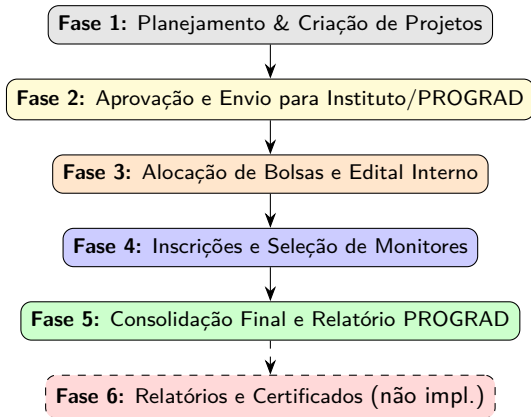 Fase 1: Planejamento & Criação de Projetos
Fase 2: Aprovação e Envio para Instituto/PROGRAD
Fase 3: Alocação de Bolsas e Edital Interno
Fase 4: Inscrições e Seleção de Monitores
Fase 5: Consolidação Final e Relatório PROGRAD
Fase 6: Relatórios e Certificados (não impl.)